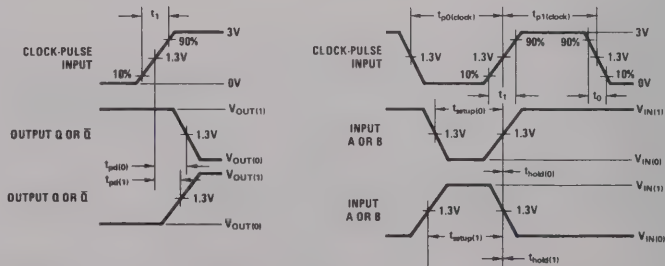 t1
3V
90%
CLOCK-PULSE
INPUT
1.3V
10%
0V
VOUT(1)
OUTPUT Q OR Q̄
1.3V
VOUT(0)
tpd(0)
tpd(1)
VOUT(1)
OUTPUT Q OR Q̄
1.3V
VOUT(0)
tp0(clock)
tp1(clock)
3V
90%
90%
CLOCK-PULSE
INPUT
1.3V
1.3V
1.3V
10%
10%
0V
t1
t0
tsetup(0)
VIN(1)
INPUT
A OR B
1.3V
1.3V
VIN(0)
thold(0)
VIN(1)
INPUT
A OR B
1.3V
1.3V
VIN(0)
tsetup(1)
thold(1)